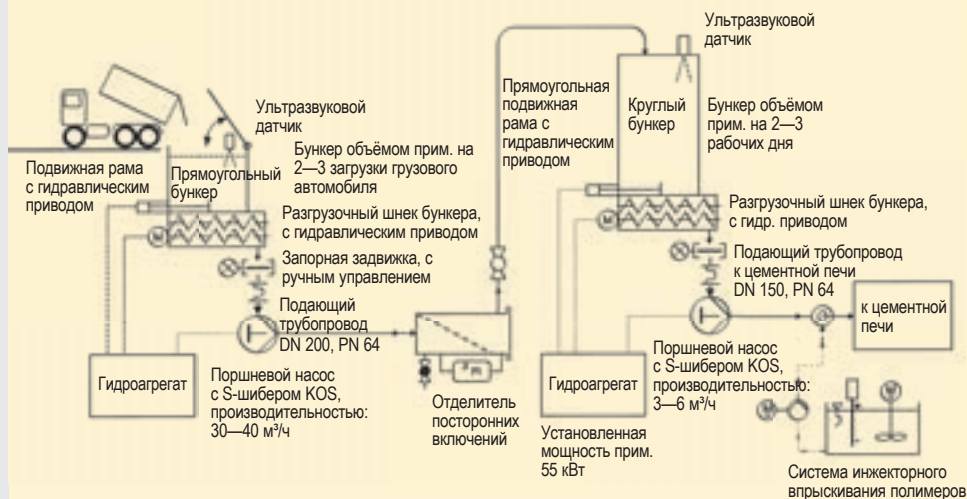 Ультразвуковой
датчик
Прямоугольная
подвижная
рама с
гидравлическим
приводом
Круглый
бункер
Бункер объёмом
прим. на 2—3
рабочих дня
Ультразвуковой
датчик
Бункер объёмом прим. на
2—3 загрузки грузового
автомобиля
Подвижная рама
с гидравлическим
приводом
Прямоугольный
бункер
Разгрузочный шнек бункера,
с гидравлическим приводом
M
Запорная задвижка, с
ручным управлением
Подающий
трубопровод
DN 200, PN 64
Гидроагрегат
Поршневой насос
с S-шибером KOS,
производительностью:
30—40 м³/ч
Отделитель
посторонних
включений
Разгрузочный шнек бункера,
с гидр. приводом
M
Подающий трубопровод
к цементной печи
DN 150, PN 64
к цементной
печи
Гидроагрегат
Поршневой насос
с S-шибером KOS,
производительностью:
3—6 м³/ч
Установленная
мощность прим.
55 кВт
Система инжекторного
впрыскивания полимеров